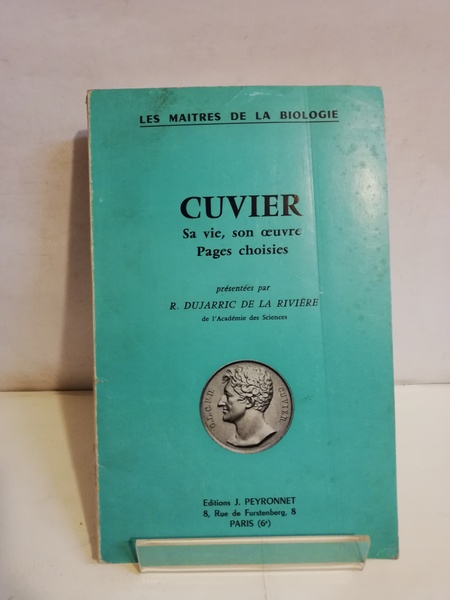 LES MAITRES DE LA BIOLOGIE
CUVIER
Sa vie, son œuvre
Pages choisies
présentées par
R. DUJARRIC DE LA RIVIÈRE
de l'Académie des Sciences
CUVIER
Editions J. PEYRONNET
8, Rue de Furstenberg, 8
PARIS (6e)